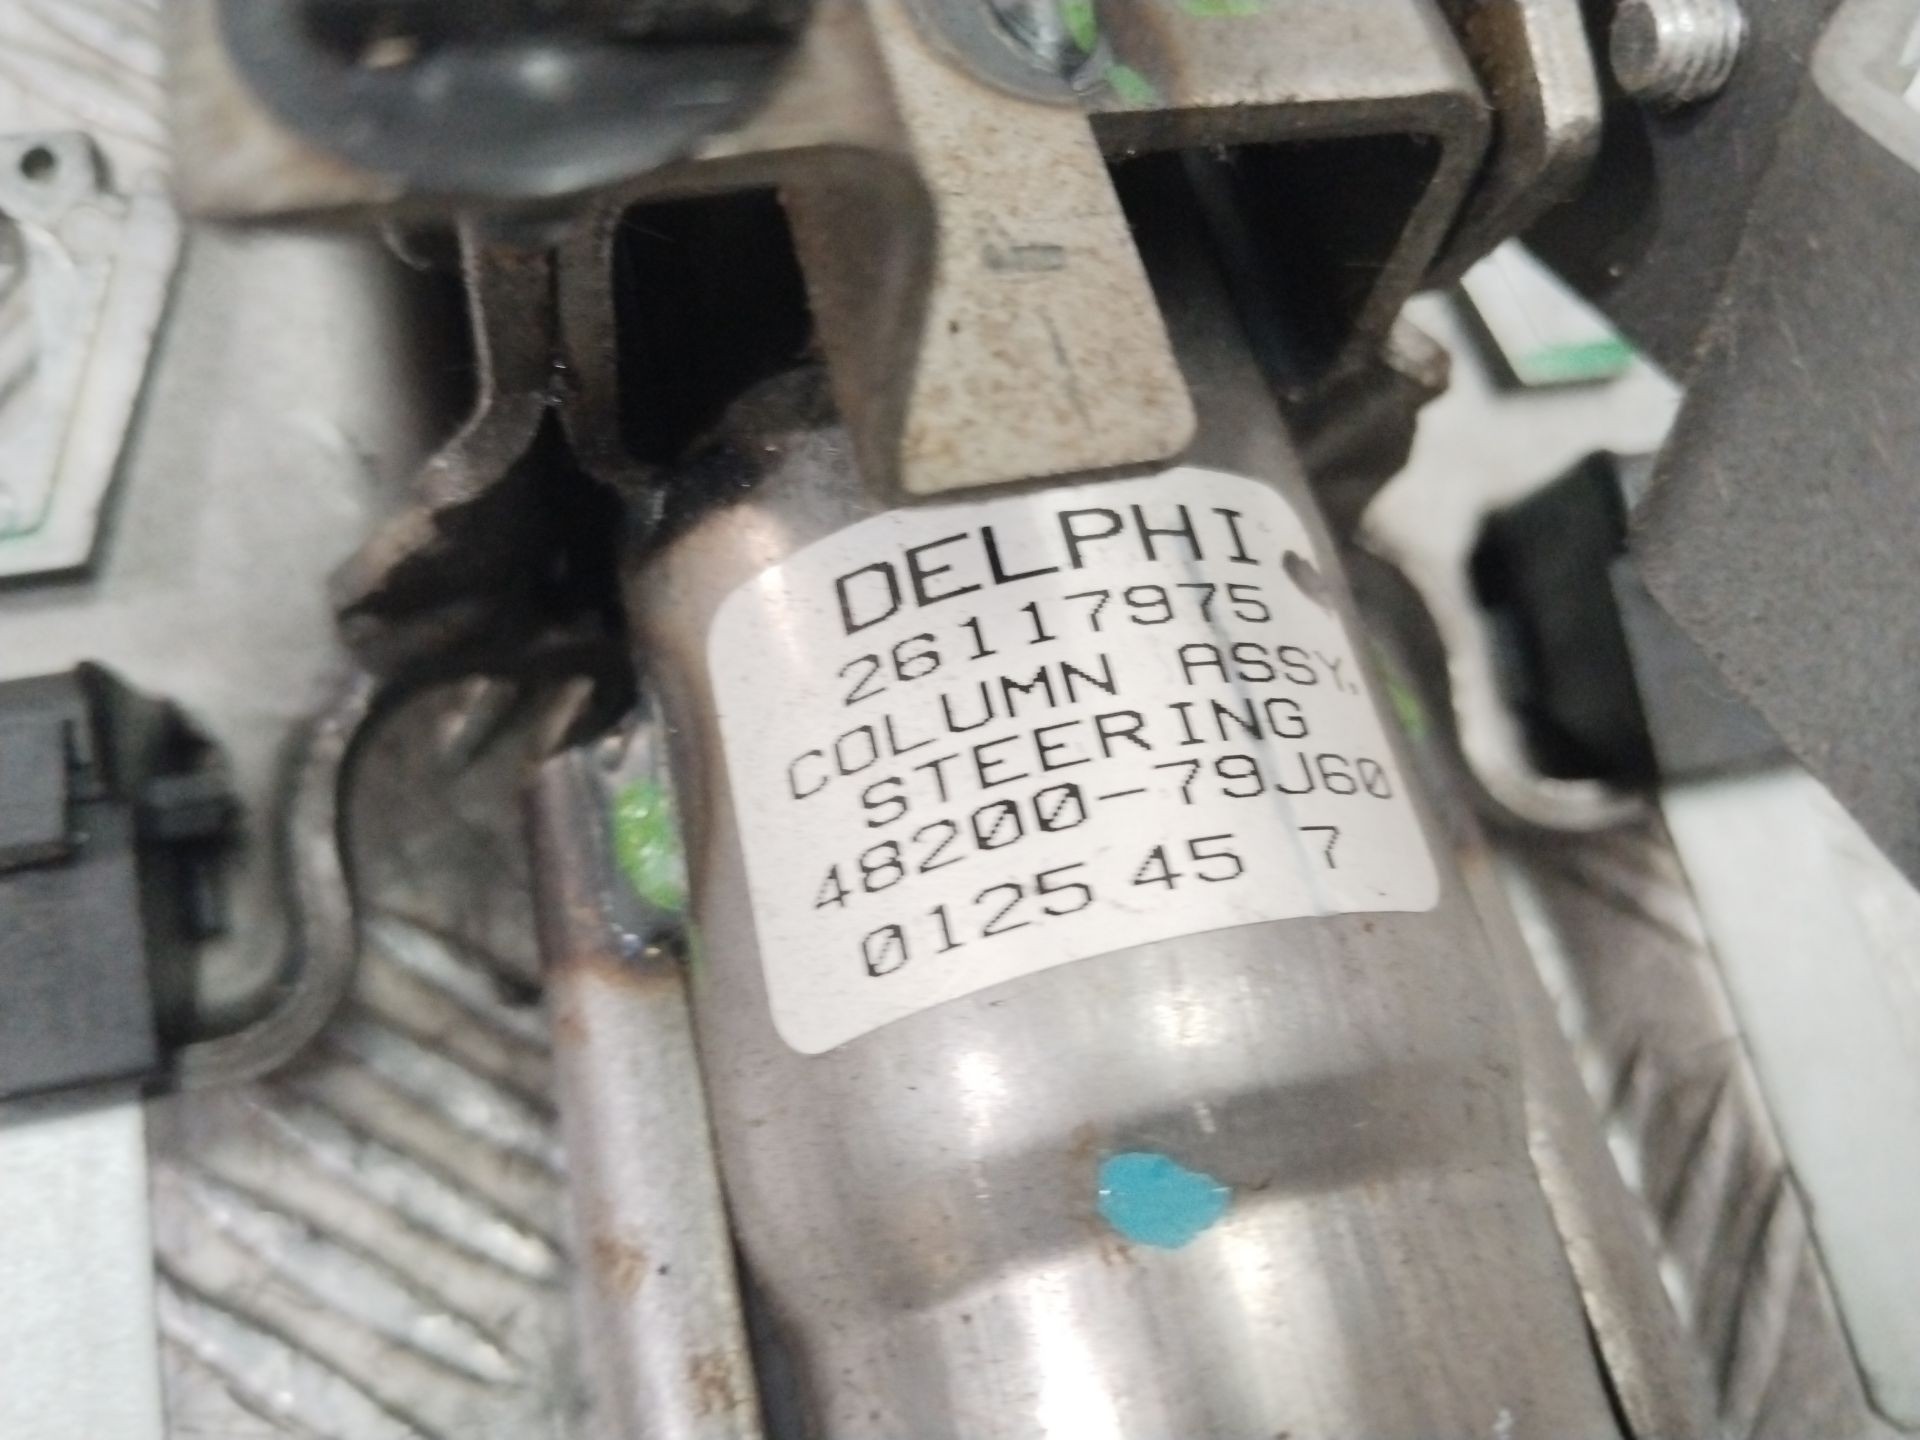 DELPHI
26117975
COLUMN ASSY,
STEERING
48200-79J60
0125 45 7